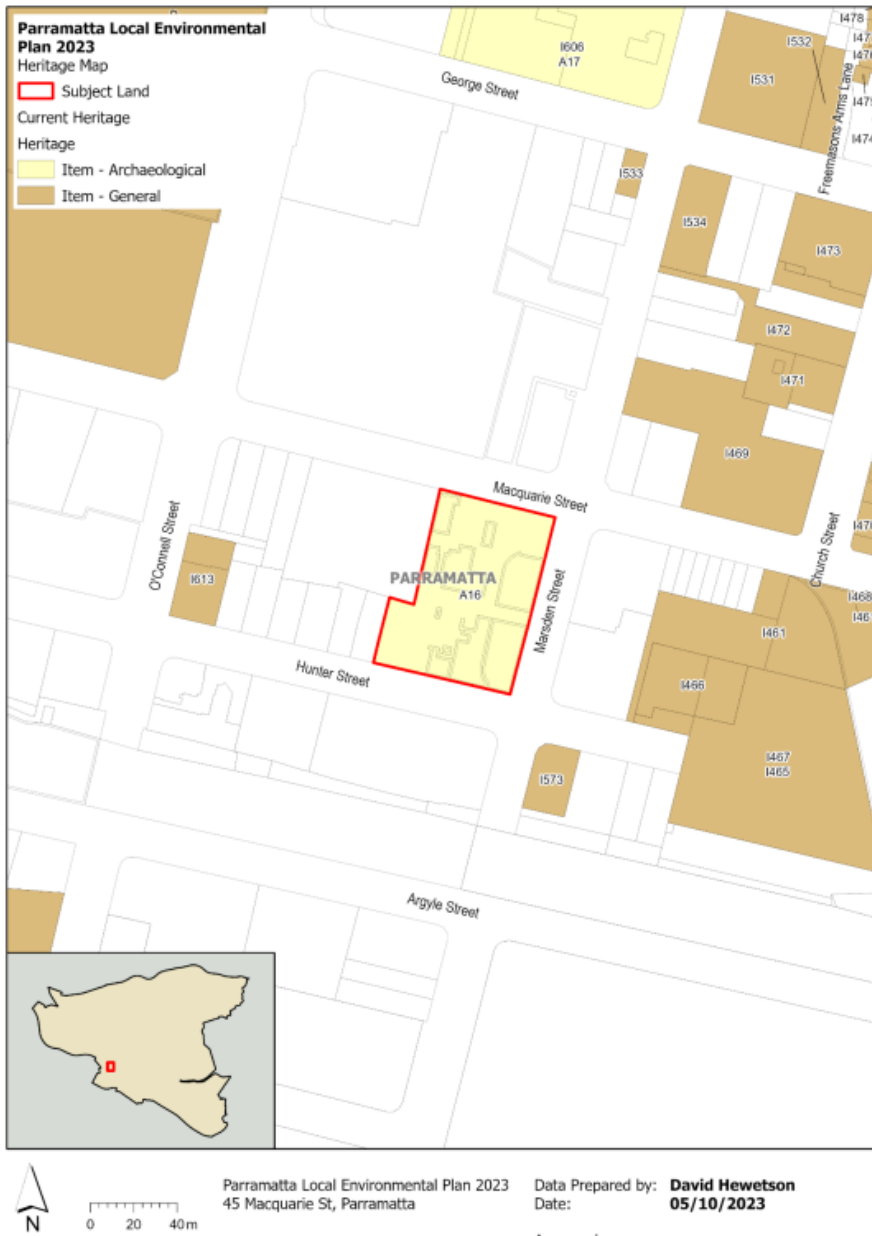 Parramatta Local Environmental
Plan 2023
Heritage Map
Subject Land
Current Heritage
Heritage
Item - Archaeological
Item - General
I606
A17
George Street
I532
I478
I531
Freemasons Arms Lane
I474
I533
I534
I473
I472
I471
I469
Macquarie Street
O'Connell Street
Church Street
PARRAMATTA
A16
Marsden Street
I613
I468
I461
Hunter Street
I466
I467
I465
I573
Argyle Street
N
0 20 40 m
Parramatta Local Environmental Plan 2023
45 Macquarie St, Parramatta
Data Prepared by: David Hewetson
Date: 05/10/2023